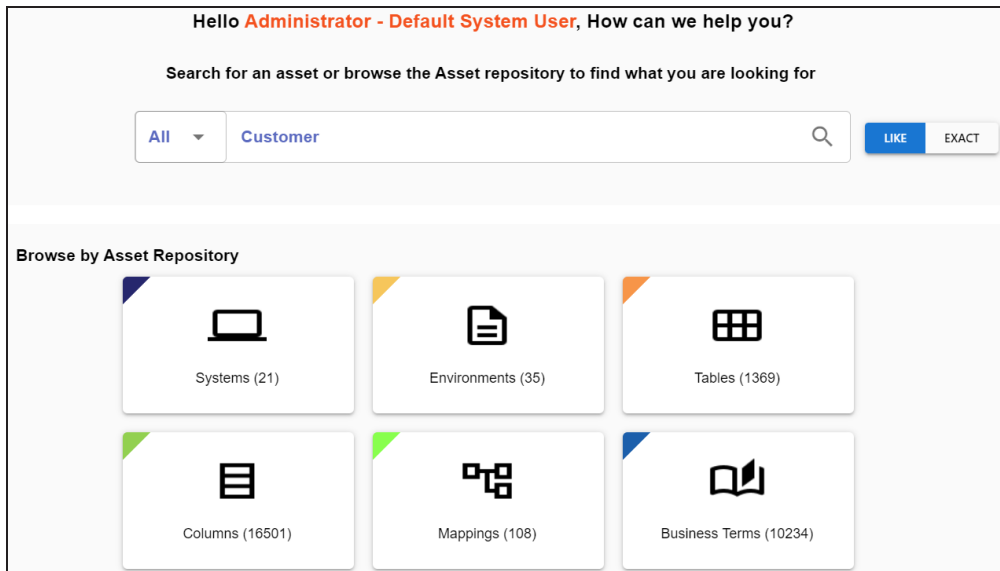 Hello Administrator - Default System User, How can we help you?
Search for an asset or browse the Asset repository to find what you are looking for
All Customer LIKE EXACT
Browse by Asset Repository
Systems (21) Environments (35) Tables (1369)
Columns (16501) Mappings (108) Business Terms (10234)